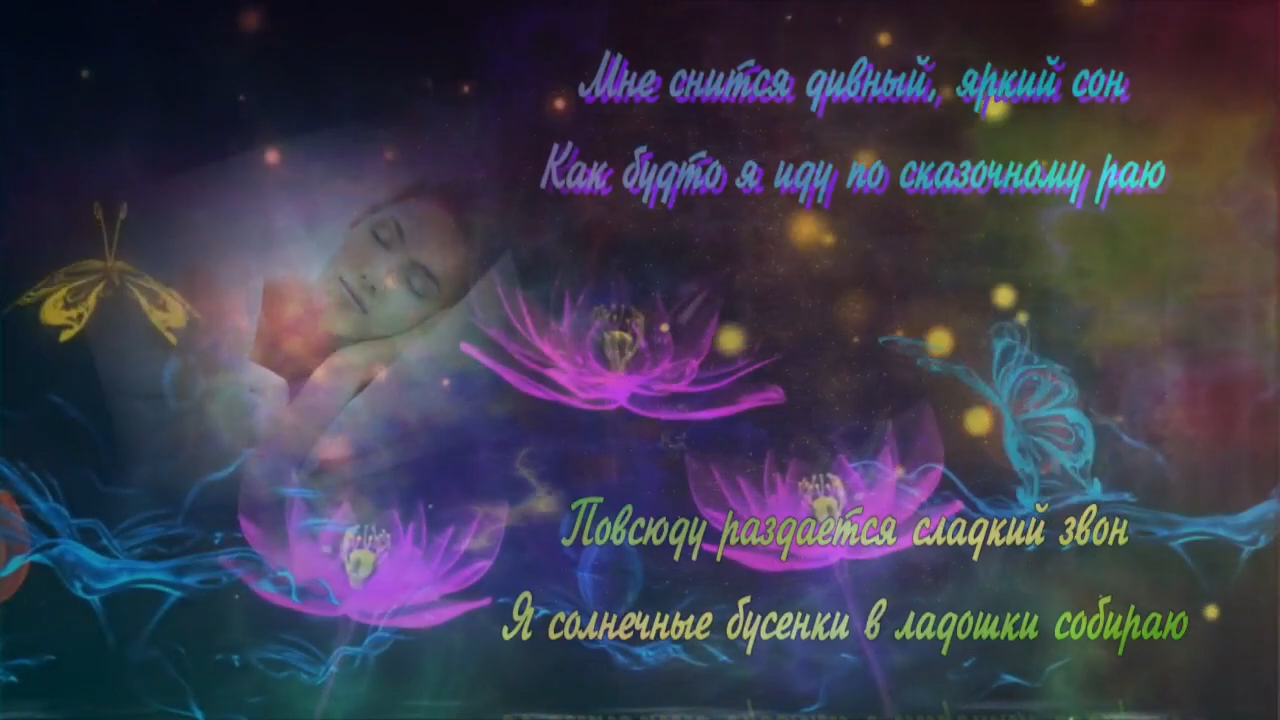 Мне снится дивный, яркий сон
Как будто я иду по сказочному раю
Повсюду раздается сладкий звон
Я солнечные бусенки в ладошки собираю